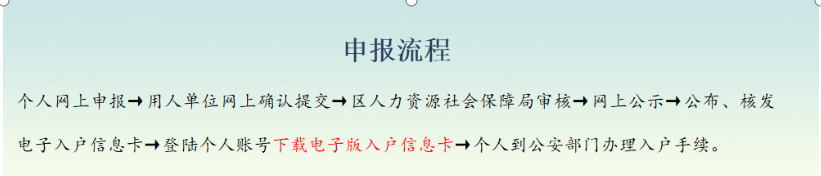 申报流程
个人网上申报→用人单位网上确认提交→区人力资源社会保障局审核→网上公示→公布、核发
电子入户信息卡→登陆个人账号下载电子版入户信息卡→个人到公安部门办理入户手续。